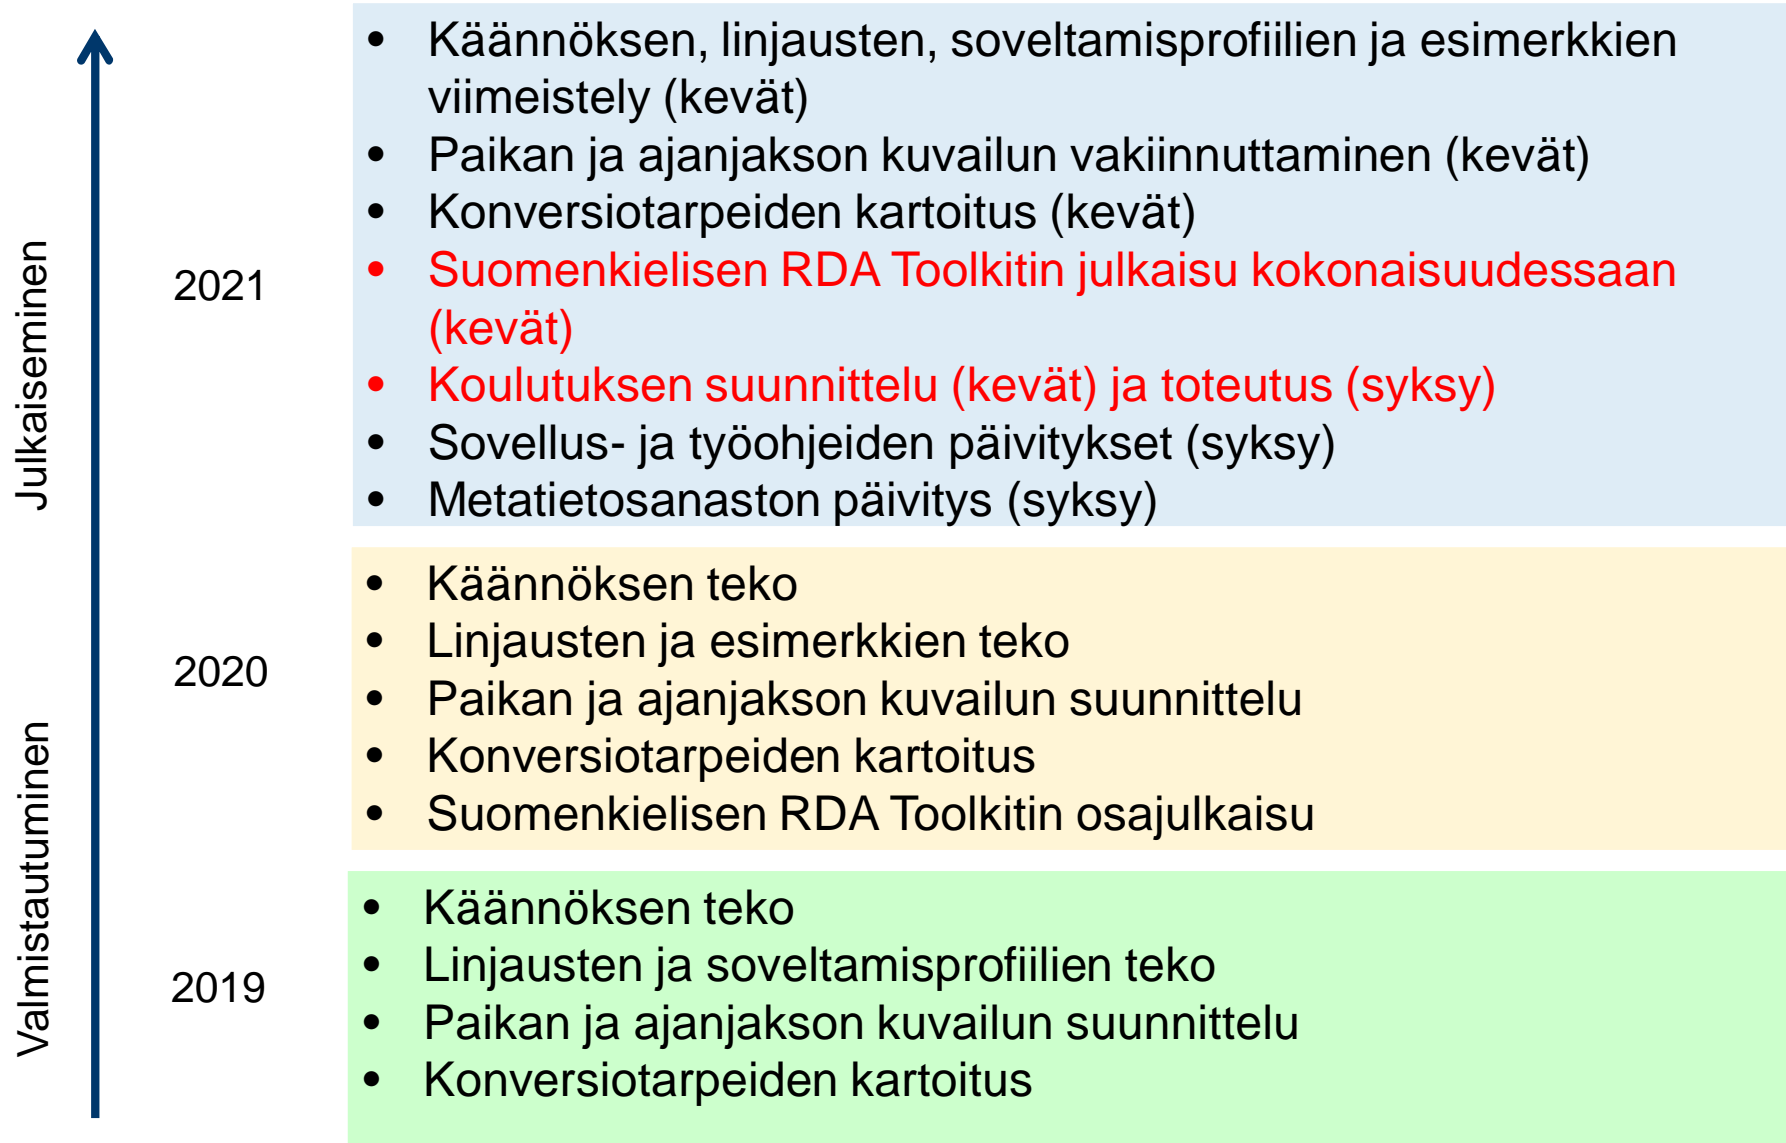 Julkaiseminen
2021
• Käännöksen, linjausten, soveltamisprofiilien ja esimerkkien
viimeistely (kevät)
• Paikan ja ajanjakson kuvailun vakiinnuttaminen (kevät)
• Konversiotarpeiden kartoitus (kevät)
• Suomenkielisen RDA Toolkitin julkaisu kokonaisuudessaan
(kevät)
• Koulutuksen suunnittelu (kevät) ja toteutus (syksy)
• Sovellus- ja työohjeiden päivitykset (syksy)
• Metatietosanaston päivitys (syksy)
2020
• Käännöksen teko
• Linjausten ja esimerkkien teko
• Paikan ja ajanjakson kuvailun suunnittelu
• Konversiotarpeiden kartoitus
• Suomenkielisen RDA Toolkitin osajulkaisu
Valmistautuminen
2019
• Käännöksen teko
• Linjausten ja soveltamisprofiilien teko
• Paikan ja ajanjakson kuvailun suunnittelu
• Konversiotarpeiden kartoitus